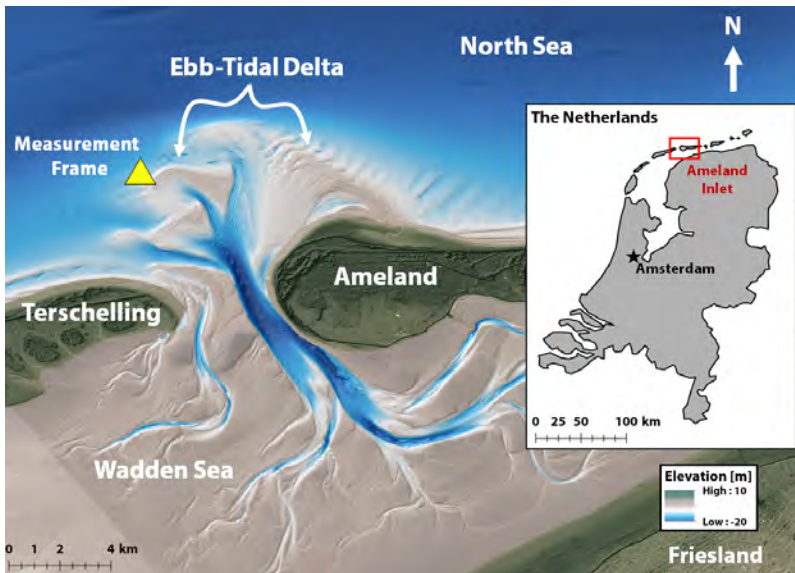 North Sea
N
Ebb-Tidal Delta
Measurement
Frame
The Netherlands
Ameland
Inlet
Amsterdam
Ameland
Terschelling
0 25 50 100 km
Wadden Sea
Elevation [m]
High : 10
Low : -20
0 1 2 4 km
Friesland